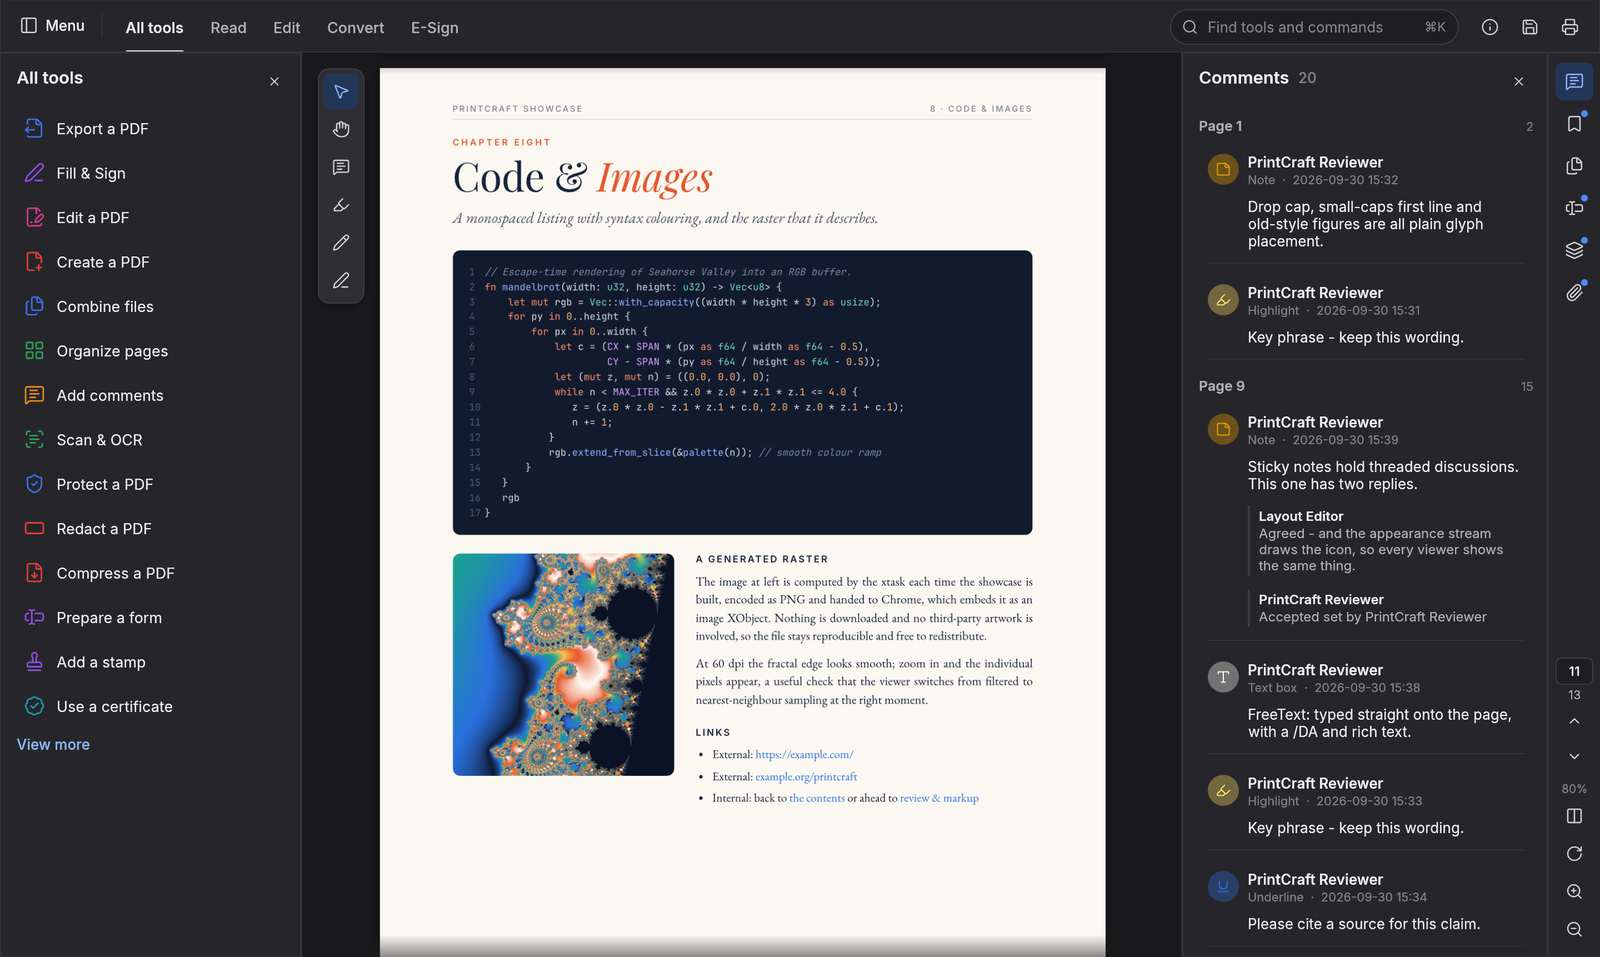 Menu
All tools
Read
Edit
Convert
E-Sign
Find tools and commands
⌘K
All tools
Export a PDF
Fill & Sign
Edit a PDF
Create a PDF
Combine files
Organize pages
Add comments
Scan & OCR
Protect a PDF
Redact a PDF
Compress a PDF
Prepare a form
Add a stamp
Use a certificate
View more
PRINTCRAFT SHOWCASE
8 · CODE & IMAGES
CHAPTER EIGHT
Code & Images
A monospaced listing with syntax colouring, and the raster that it describes.
1 // Escape-time rendering of Seahorse Valley into an RGB buffer.
2 fn mandelbrot(width: u32, height: u32) -> Vec<u8> {
3     let mut rgb = Vec::with_capacity((width * height * 3) as usize);
4     for py in 0..height {
5         for px in 0..width {
6             let c = (CX + SPAN * (px as f64 / width as f64 - 0.5),
7                      CY - SPAN * (py as f64 / height as f64 - 0.5));
8             let (mut z, mut n) = ((0.0, 0.0), 0);
9             while n < MAX_ITER && z.0 * z.0 + z.1 * z.1 <= 4.0 {
10                z = (z.0 * z.0 - z.1 * z.1 + c.0, 2.0 * z.0 * z.1 + c.1);
11                n += 1;
12            }
13            rgb.extend_from_slice(&palette(n)); // smooth colour ramp
14        }
15    }
16    rgb
17 }
A GENERATED RASTER
The image at left is computed by the xtask each time the showcase is
built, encoded as PNG and handed to Chrome, which embeds it as an
image XObject. Nothing is downloaded and no third-party artwork is
involved, so the file stays reproducible and free to redistribute.
At 60 dpi the fractal edge looks smooth; zoom in and the individual
pixels appear, a useful check that the viewer switches from filtered to
nearest-neighbour sampling at the right moment.
LINKS
• External: https://example.com/
• External: example.org/printcraft
• Internal: back to the contents or ahead to review & markup
Comments 20
Page 1
2
PrintCraft Reviewer
Note · 2026-09-30 15:32
Drop cap, small-caps first line and
old-style figures are all plain glyph
placement.
PrintCraft Reviewer
Highlight · 2026-09-30 15:31
Key phrase - keep this wording.
Page 9
15
PrintCraft Reviewer
Note · 2026-09-30 15:39
Sticky notes hold threaded discussions.
This one has two replies.
Layout Editor
Agreed - and the appearance stream
draws the icon, so every viewer shows
the same thing.
PrintCraft Reviewer
Accepted set by PrintCraft Reviewer
T
PrintCraft Reviewer
Text box · 2026-09-30 15:38
FreeText: typed straight onto the page,
with a /DA and rich text.
PrintCraft Reviewer
Highlight · 2026-09-30 15:33
Key phrase - keep this wording.
U
PrintCraft Reviewer
Underline · 2026-09-30 15:34
Please cite a source for this claim.
11
13
80%